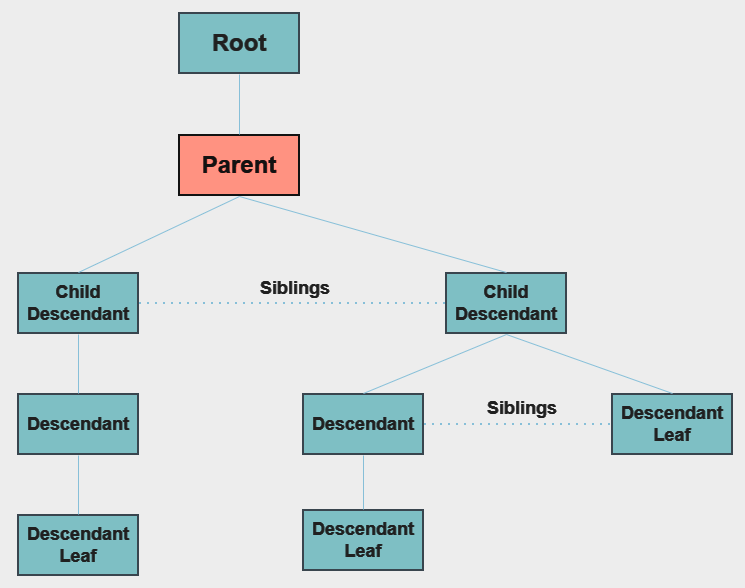 Root
Parent
Child
Descendant
Siblings
Child
Descendant
Descendant
Descendant
Siblings
Descendant
Leaf
Descendant
Leaf
Descendant
Leaf